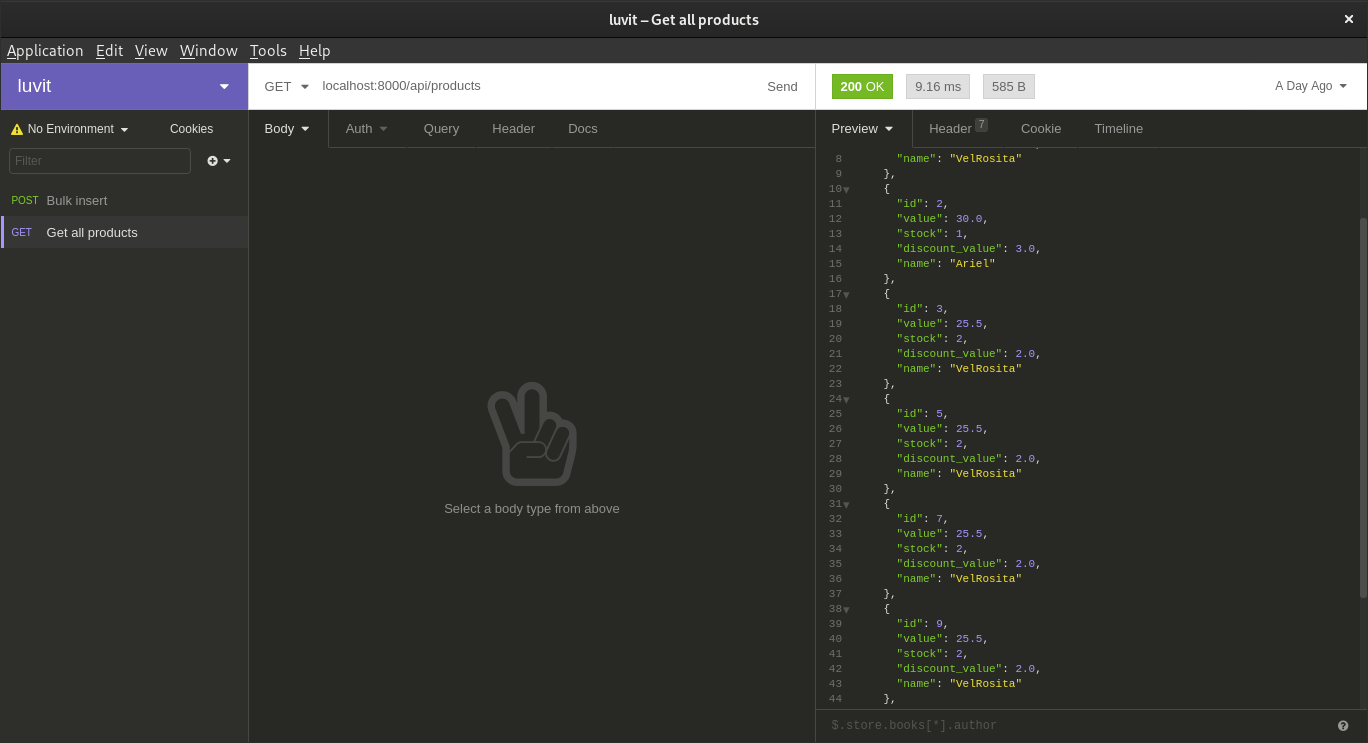 luvit – Get all products
Application Edit View Window Tools Help
luvit
GET localhost:8000/api/products Send
200 OK 9.16 ms 585 B A Day Ago
No Environment Cookies
Body Auth Query Header Docs
Preview Header 7 Cookie Timeline
Filter
POST Bulk insert
GET Get all products
Select a body type from above
8 "name": "VelRosita"
9 },
10 {
11 "id": 2,
12 "value": 30.0,
13 "stock": 1,
14 "discount_value": 3.0,
15 "name": "Ariel"
16 },
17 {
18 "id": 3,
19 "value": 25.5,
20 "stock": 2,
21 "discount_value": 2.0,
22 "name": "VelRosita"
23 },
24 {
25 "id": 5,
26 "value": 25.5,
27 "stock": 2,
28 "discount_value": 2.0,
29 "name": "VelRosita"
30 },
31 {
32 "id": 7,
33 "value": 25.5,
34 "stock": 2,
35 "discount_value": 2.0,
36 "name": "VelRosita"
37 },
38 {
39 "id": 9,
40 "value": 25.5,
41 "stock": 2,
42 "discount_value": 2.0,
43 "name": "VelRosita"
44 },
$.store.books[*].author